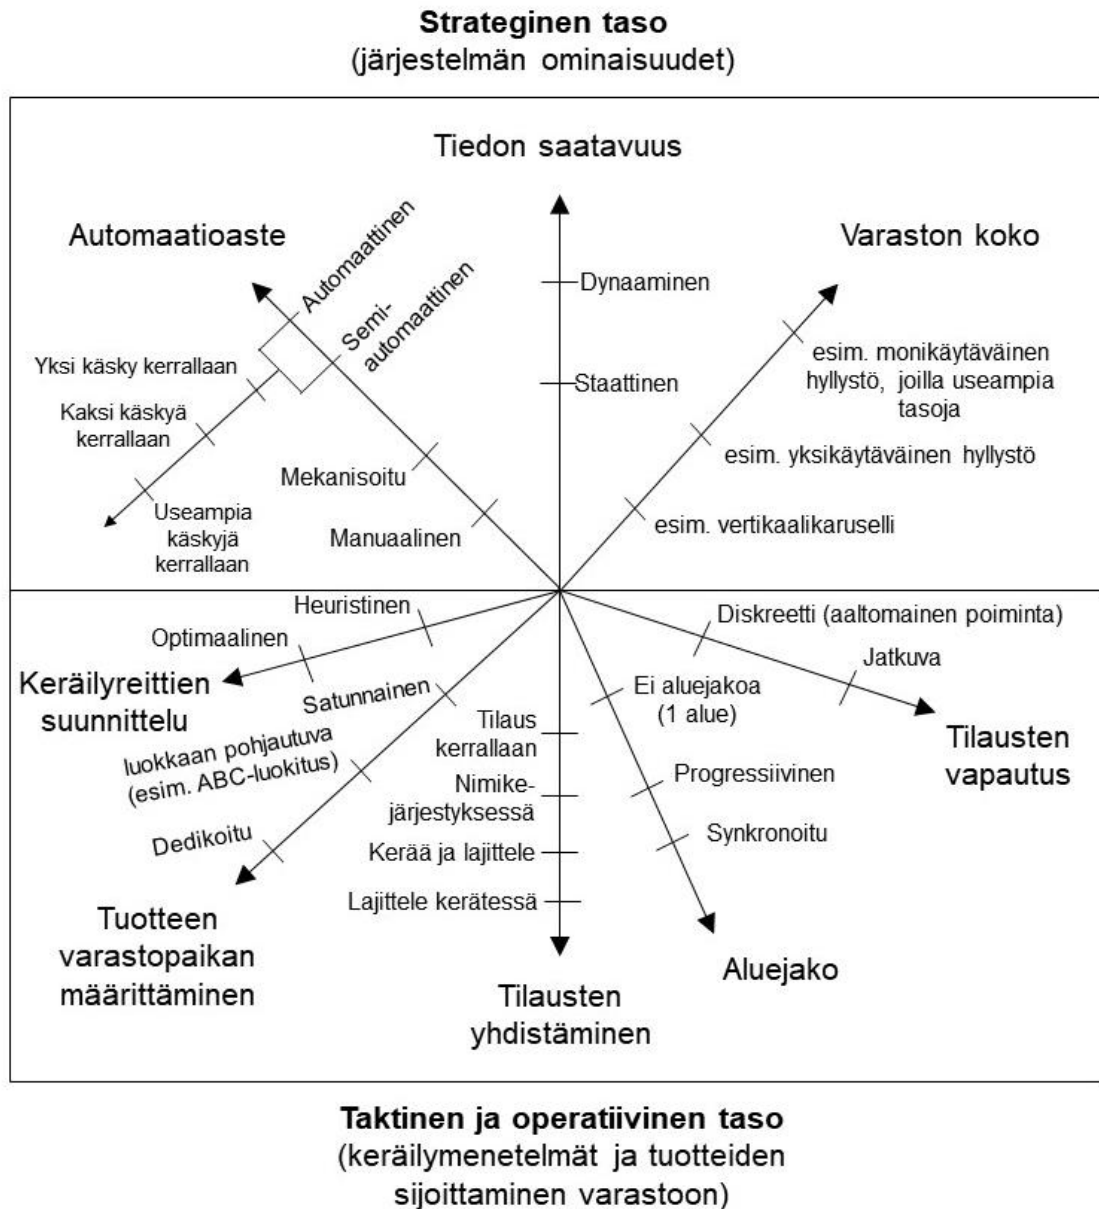 Strateginen taso
(järjestelmän ominaisuudet)
Tiedon saatavuus
Automaatioaste
Varaston koko
Automaattinen
Semi-
automaattinen
Dynaaminen
Staattinen
esim. monikäytäväinen
hyllystö, joilla useampia
tasoja
esim. yksikäytäväinen hyllystö
esim. vertikaalikaruselli
Yksi käsky kerrallaan
Kaksi käskyä
kerrallaan
Useampia
käskyjä
kerrallaan
Mekanisoitu
Manuaalinen
Heuristinen
Optimaalinen
Keräilyreittien
suunnittelu
Satunnainen
luokkaan pohjautuva
(esim. ABC-luokitus)
Dedikoitu
Tuotteen
varastopaikan
määrittäminen
Tilaus
kerrallaan
Nimike-
järjestyksessä
Kerää ja lajittele
Lajittele kerätessä
Tilausten
yhdistäminen
Ei aluejakoa
(1 alue)
Progressiivinen
Synkronoitu
Aluejako
Diskreetti (aaltomainen poiminta)
Jatkuva
Tilausten
vapautus
Taktinen ja operatiivinen taso
(keräilymenetelmät ja tuotteiden
sijoittaminen varastoon)